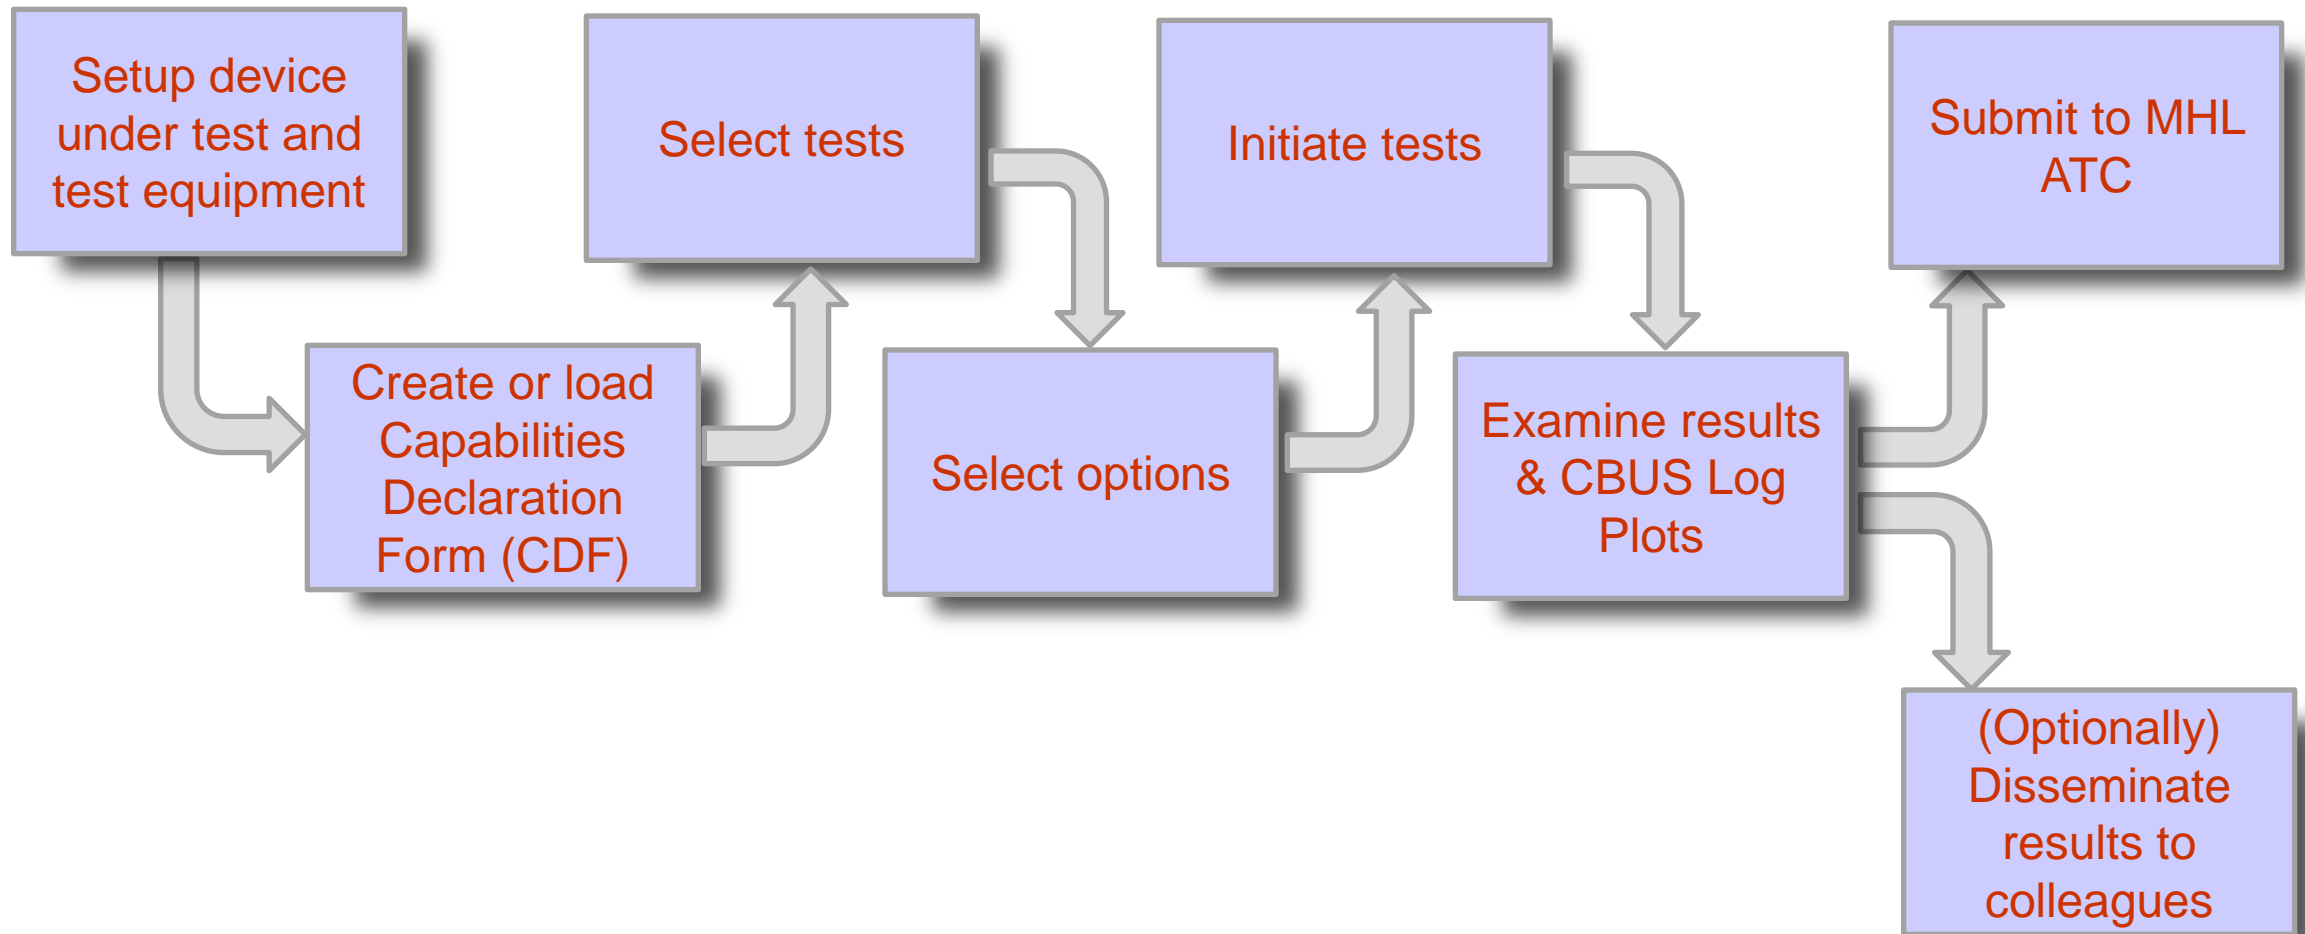 Setup device
under test and
test equipment
Create or load
Capabilities
Declaration
Form (CDF)
Select tests
Select options
Initiate tests
Examine results
& CBUS Log
Plots
Submit to MHL
ATC
(Optionally)
Disseminate
results to
colleagues